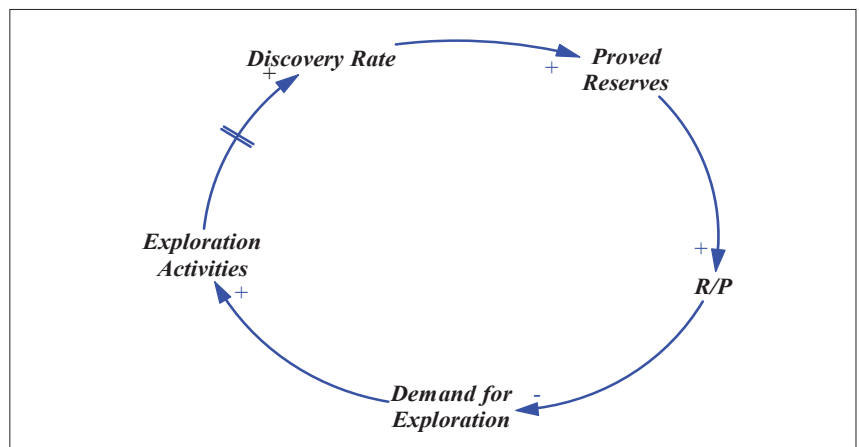 Discovery Rate
+
Proved
Reserves
+
+
R/P
-
Demand for
Exploration
+
Exploration
Activities